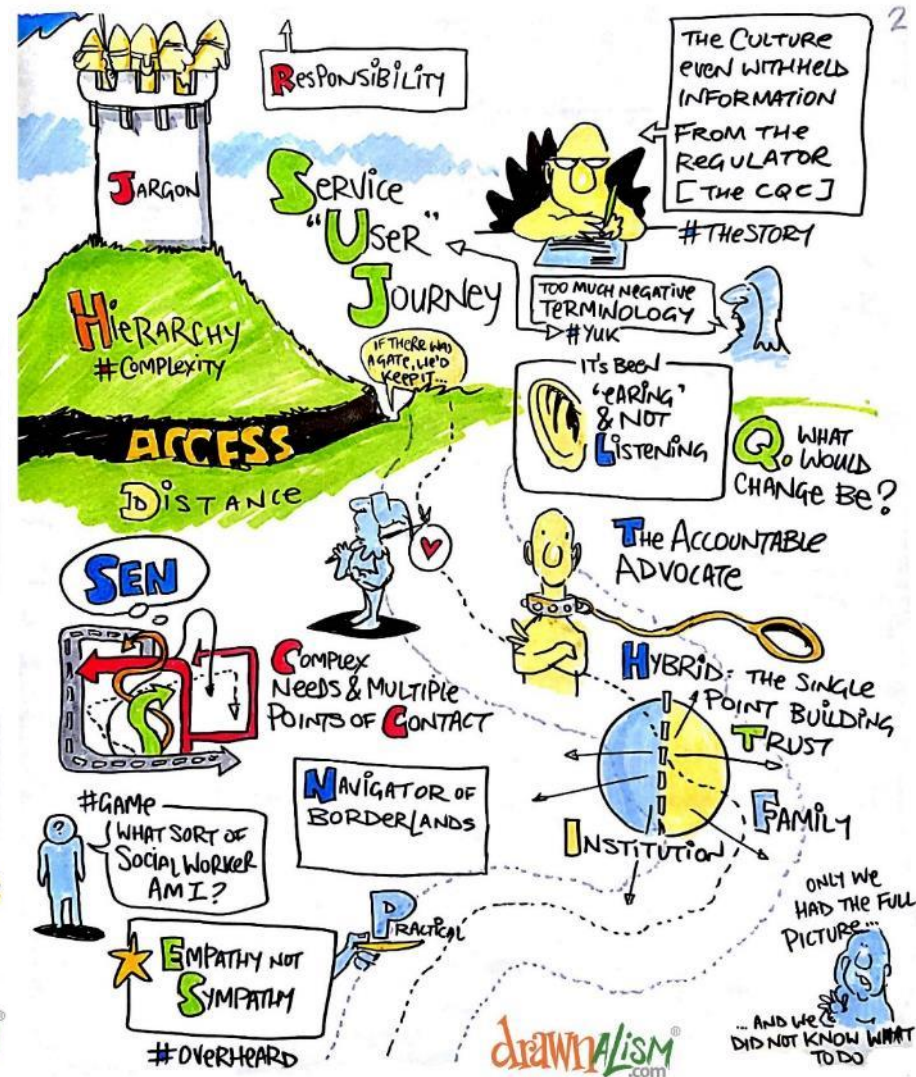 2
RESPONSIBILITY
JARGON
HIERARCHY
#COMPLEXITY
ACCESS
DISTANCE
SERVICE
"USER"
JOURNEY
IF THERE WAS
A GATE, WE'D
KEEP IT...
THE CULTURE
EVEN WITHHELD
INFORMATION
FROM THE
REGULATOR
[THE CQC]
#THESTORY
TOO MUCH NEGATIVE
TERMINOLOGY
#YUK
IT'S BEEN
"EARING"
& NOT
LISTENING
Q. WHAT
WOULD
CHANGE BE?
THE ACCOUNTABLE
ADVOCATE
SEN
COMPLEX
NEEDS & MULTIPLE
POINTS OF CONTACT
HYBRID: THE SINGLE
POINT BUILDING
TRUST
FAMILY
INSTITUTION
NAVIGATOR OF
BORDERLANDS
#GAME
?
WHAT SORT OF
SOCIAL WORKER
AM I?
PRACTICAL
EMPATHY NOT
SYMPATHY
#OVERHEARD
ONLY WE
HAD THE FULL
PICTURE...
... AND WE
DID NOT KNOW WHAT
TO DO
drawnALISM®
.com